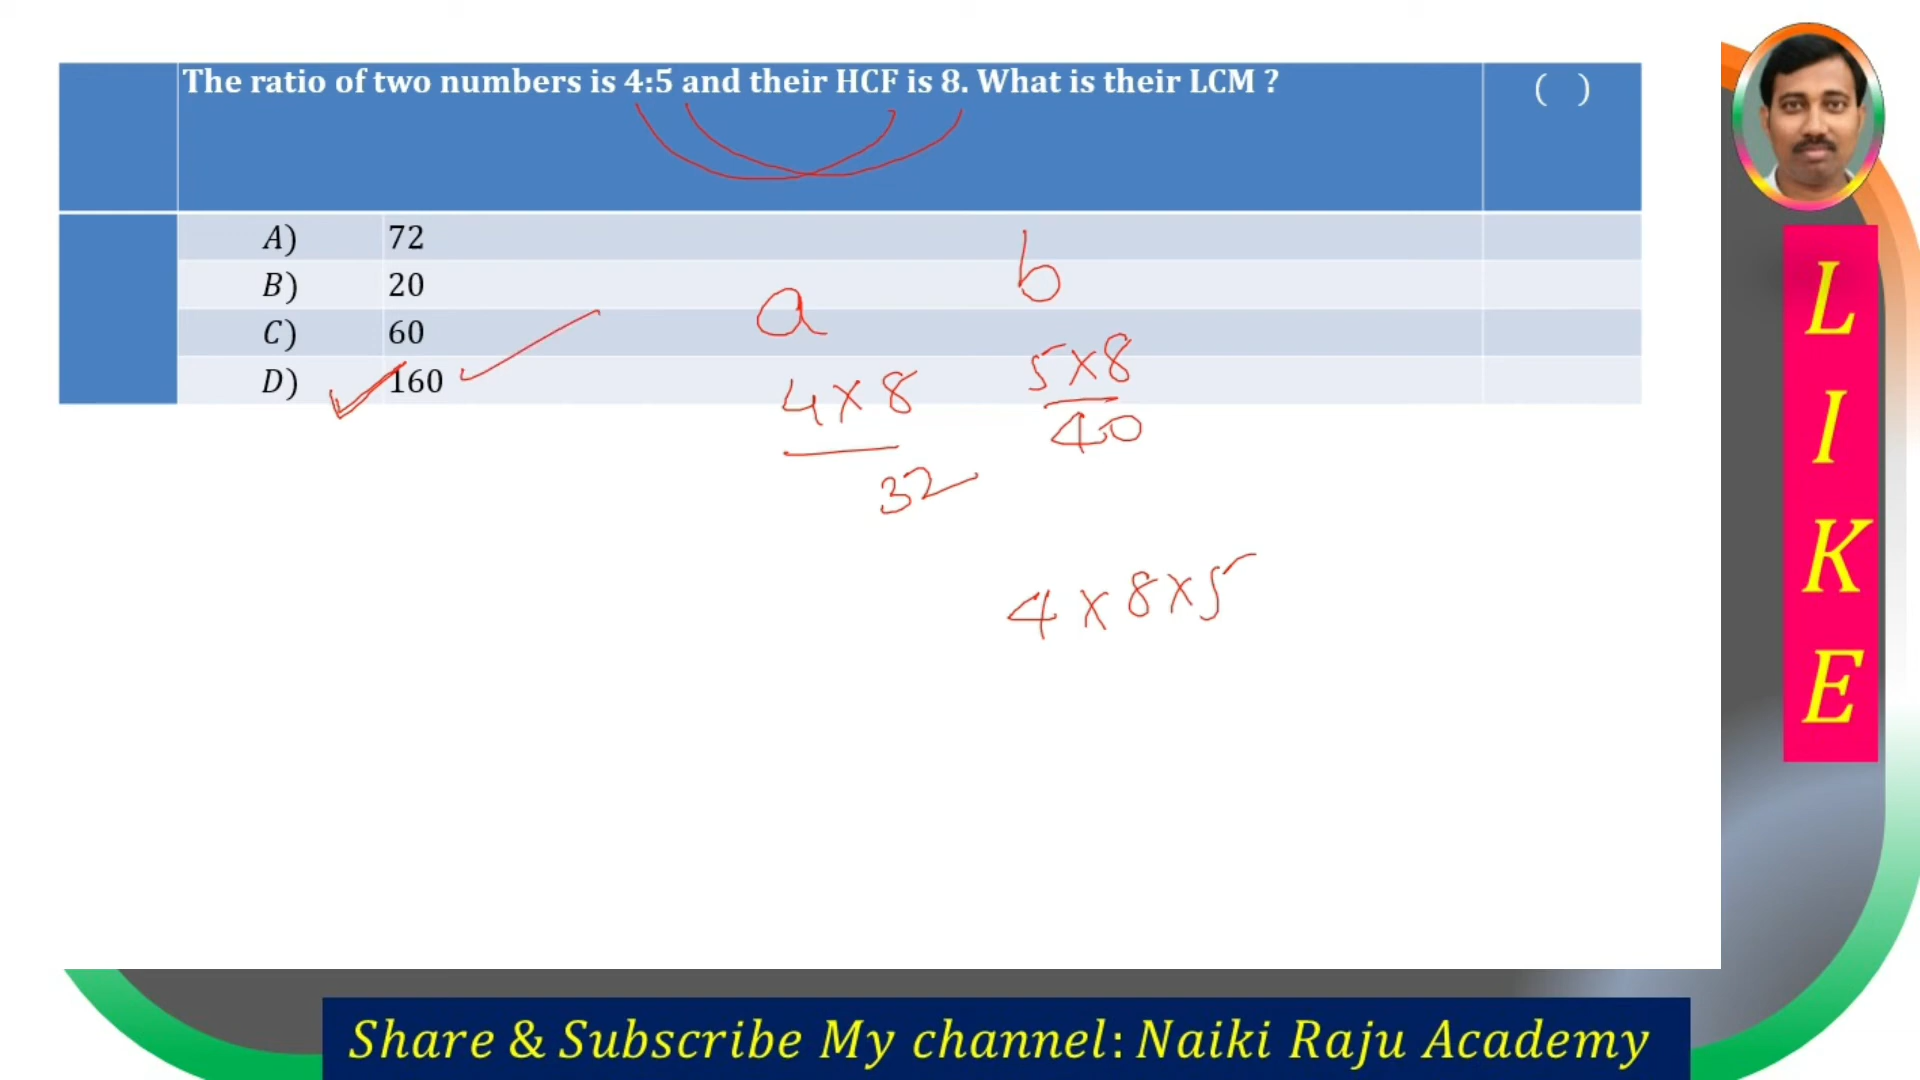 The ratio of two numbers is 4:5 and their HCF is 8. What is their LCM ?
( )
A) 72
B) 20
C) 60
D) 160
a
b
4 × 8
32
5 × 8
40
4 × 8 × 5
L
I
K
E
Share & Subscribe My channel: Naiki Raju Academy